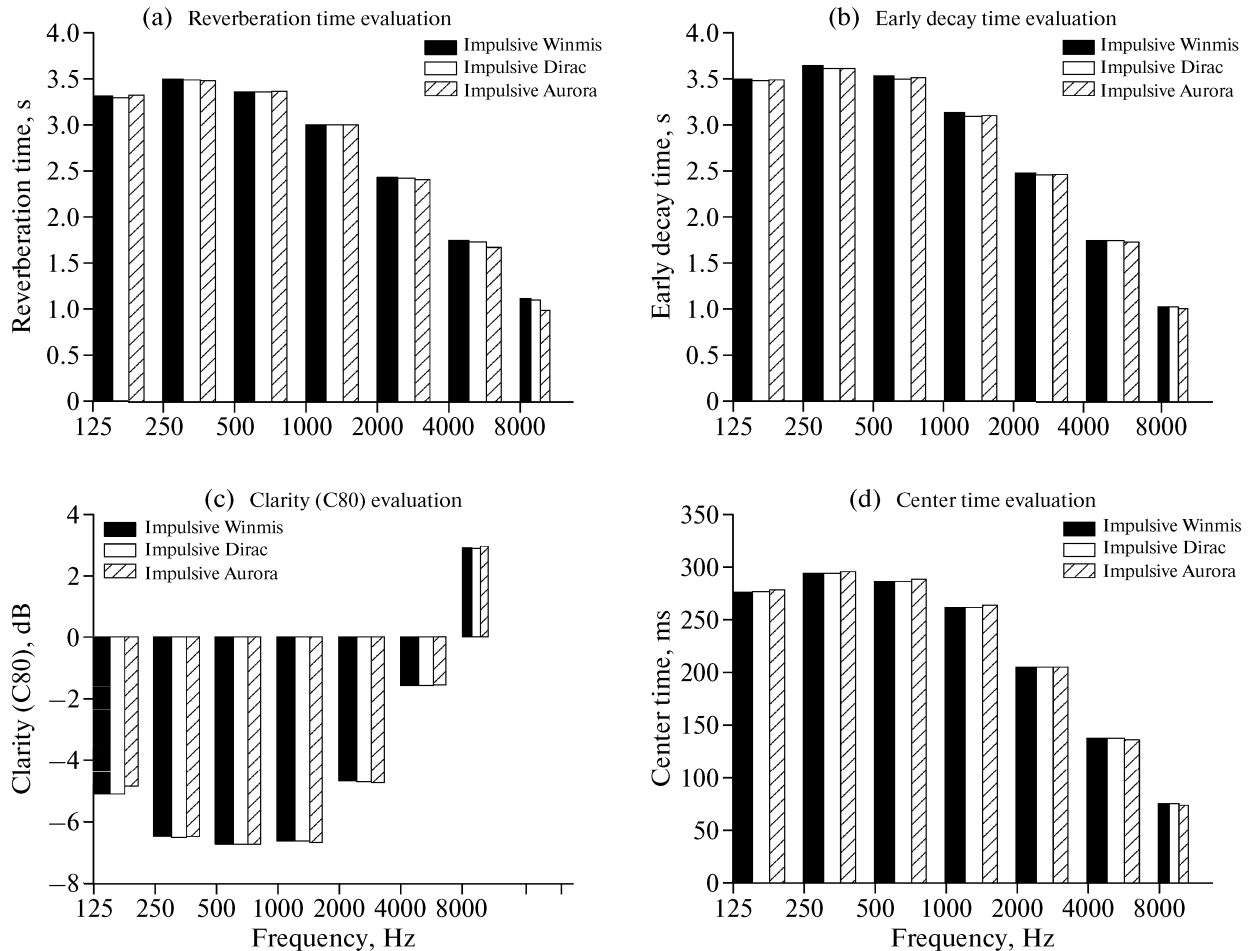 (a) Reverberation time evaluation
4.0
3.5
3.0
2.5
2.0
1.5
1.0
0.5
0
Reverberation time, s
Impulsive Winmis
Impulsive Dirac
Impulsive Aurora
125 250 500 1000 2000 4000 8000
(b) Early decay time evaluation
4.0
3.5
3.0
2.5
2.0
1.5
1.0
0.5
0
Early decay time, s
Impulsive Winmis
Impulsive Dirac
Impulsive Aurora
125 250 500 1000 2000 4000 8000
(c) Clarity (C80) evaluation
4
2
0
−2
−4
−6
−8
Clarity (C80), dB
Impulsive Winmis
Impulsive Dirac
Impulsive Aurora
125 250 500 1000 2000 4000 8000
Frequency, Hz
(d) Center time evaluation
350
300
250
200
150
100
50
0
Center time, ms
Impulsive Winmis
Impulsive Dirac
Impulsive Aurora
125 250 500 1000 2000 4000 8000
Frequency, Hz